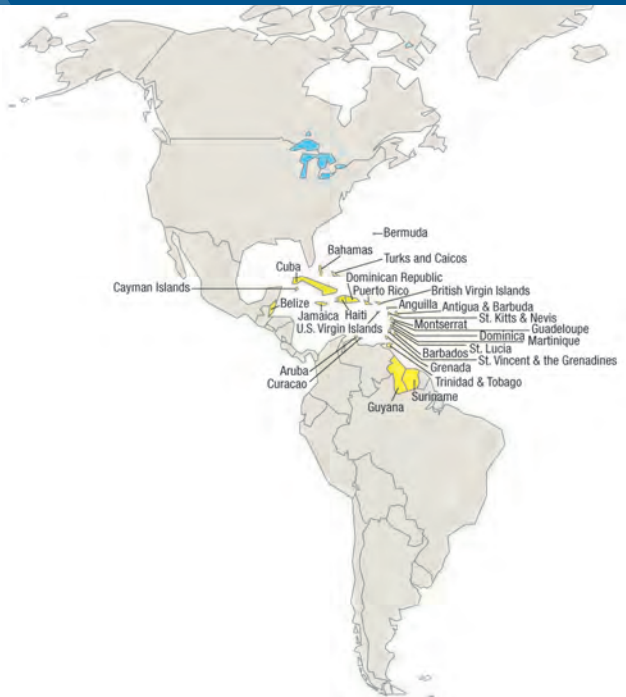 Bermuda
Bahamas
Turks and Caicos
Cuba
Dominican Republic
Cayman Islands
Puerto Rico
British Virgin Islands
Belize
Anguilla
Antigua & Barbuda
Jamaica
Haiti
St. Kitts & Nevis
U.S. Virgin Islands
Montserrat
Guadeloupe
Dominica
Martinique
Barbados
St. Lucia
St. Vincent & the Grenadines
Aruba
Grenada
Curacao
Trinidad & Tobago
Suriname
Guyana